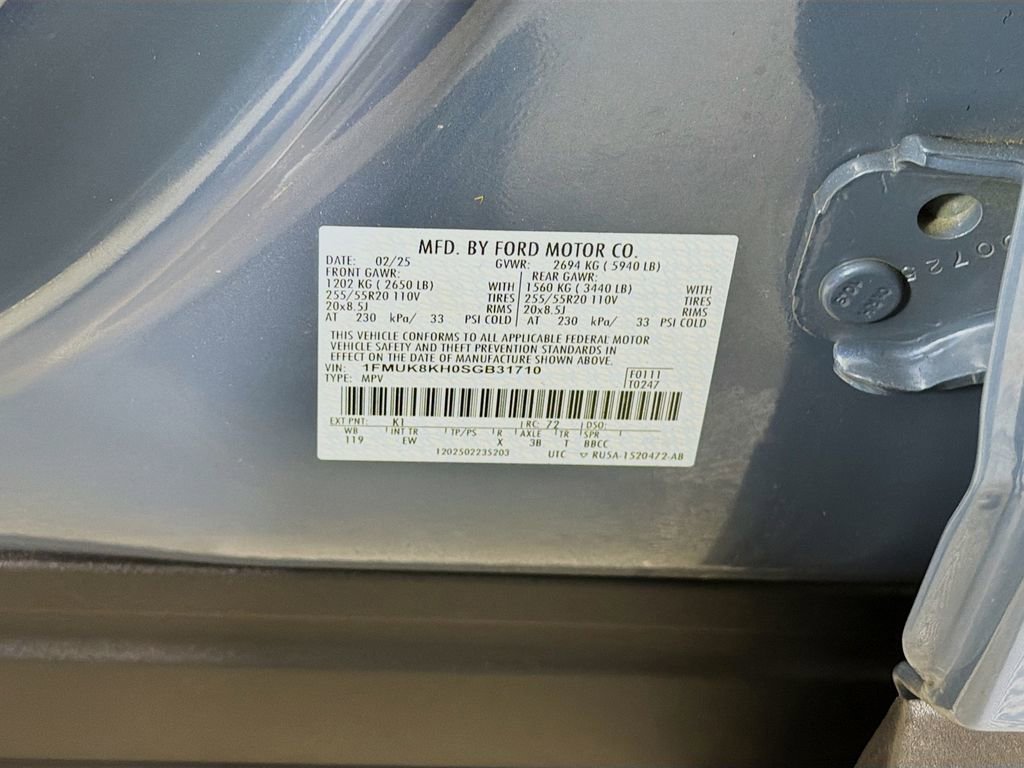 MFD. BY FORD MOTOR CO.
DATE: 02/25 GVWR: 2694 KG ( 5940 LB)
FRONT GAWR: REAR GAWR:
1202 KG ( 2650 LB) WITH 1560 KG ( 3440 LB) WITH
255/55R20 110V TIRES 255/55R20 110V TIRES
20x8.5J RIMS 20x8.5J RIMS
AT 230 kPa/ 33 PSI COLD AT 230 kPa/ 33 PSI COLD
THIS VEHICLE CONFORMS TO ALL APPLICABLE FEDERAL MOTOR
VEHICLE SAFETY AND THEFT PREVENTION STANDARDS IN
EFFECT ON THE DATE OF MANUFACTURE SHOWN ABOVE.
VIN: 1FMUK8KH0SGB31710 F0111
TYPE: MPV T0247
EXT PNT: K1 RC: 72 DSO:
WB INT TR TP/PS R AXLE TR SPR
119 EW X 3B T BBCC
1202502235203 UTC ▽ RU5A-1520472-AB